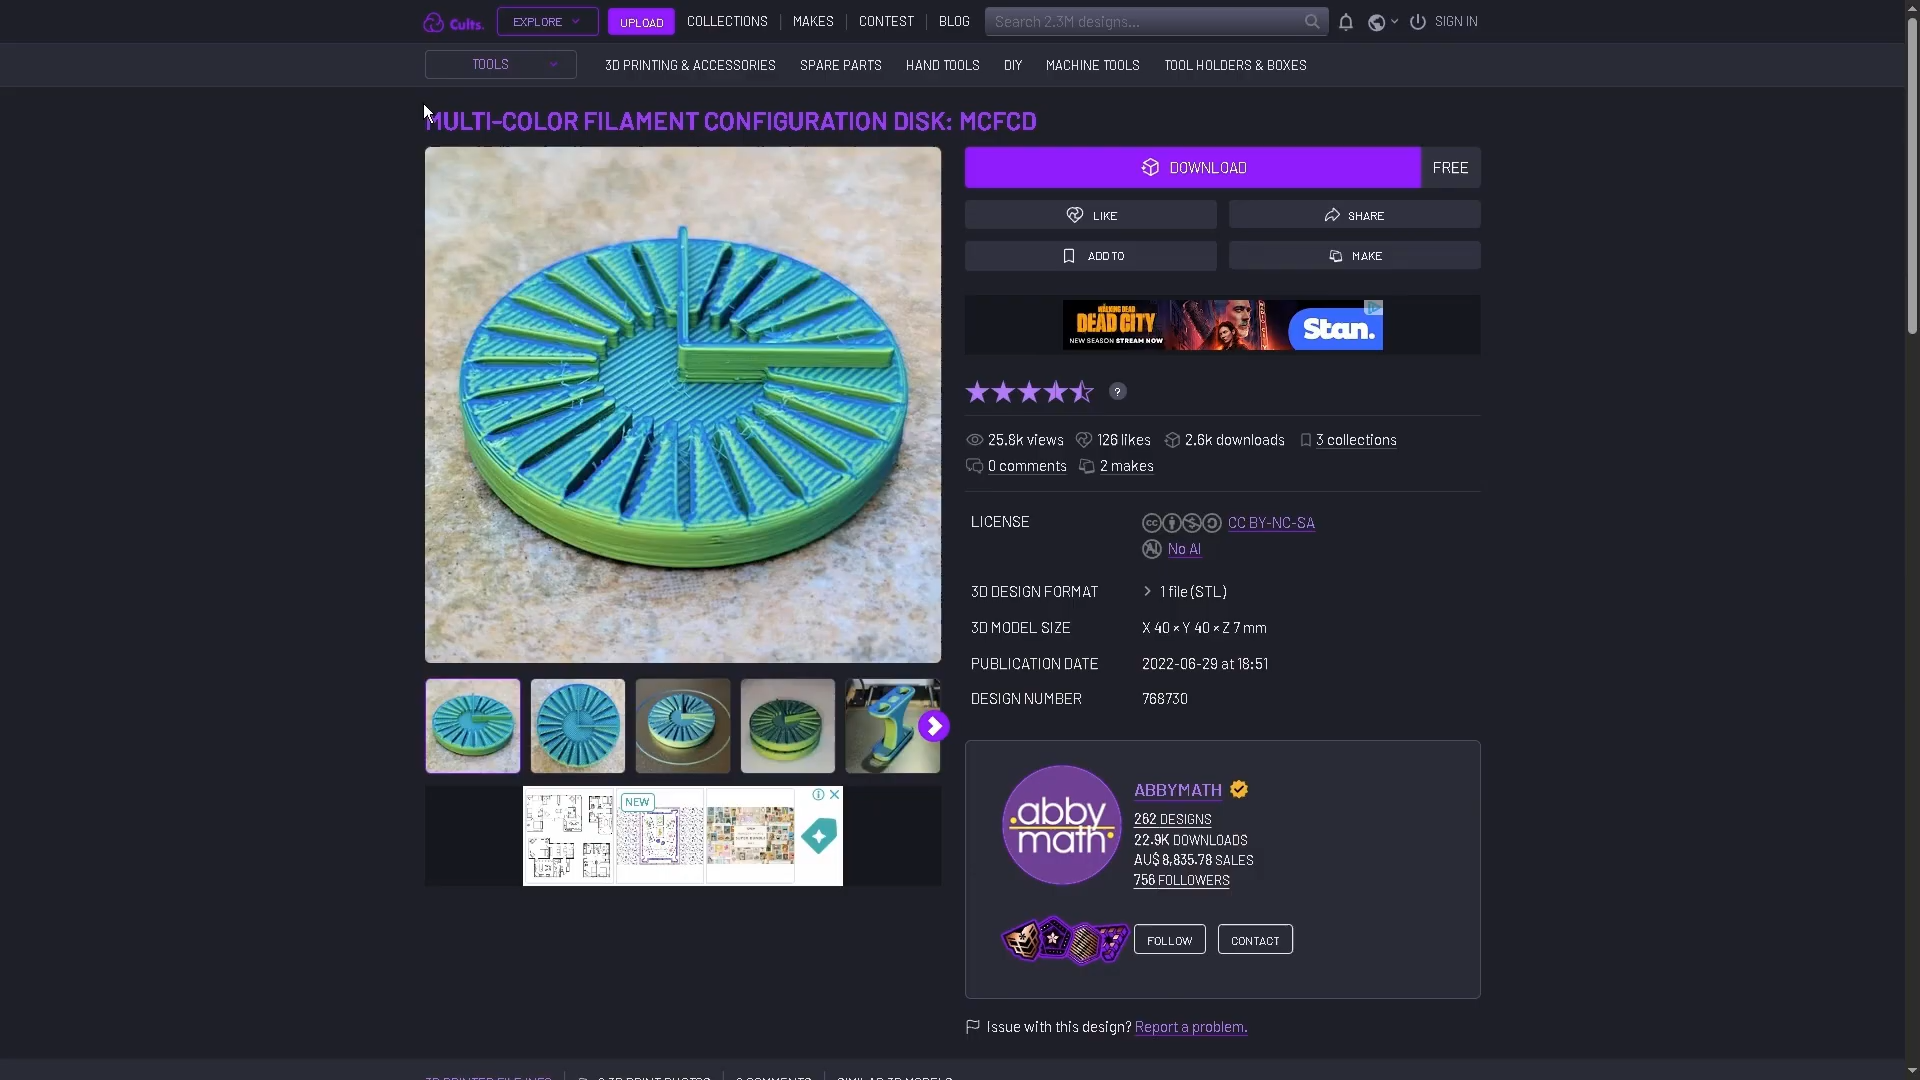 Cults.
EXPLORE
UPLOAD
COLLECTIONS
MAKES
CONTEST
BLOG
Search 2.3M designs...
SIGN IN
TOOLS
3D PRINTING & ACCESSORIES
SPARE PARTS
HAND TOOLS
DIY
MACHINE TOOLS
TOOL HOLDERS & BOXES
MULTI-COLOR FILAMENT CONFIGURATION DISK: MCFCD
DOWNLOAD
FREE
LIKE
SHARE
ADD TO
MAKE
THE WALKING DEAD
DEAD CITY
NEW SEASON STREAM NOW
Stan.
?
25.8k views
126 likes
2.6k downloads
3 collections
0 comments
2 makes
LICENSE
CC BY-NC-SA
No AI
3D DESIGN FORMAT
1 file (STL)
3D MODEL SIZE
X 40 × Y 40 × Z 7 mm
PUBLICATION DATE
2022-06-29 at 18:51
DESIGN NUMBER
768730
NEW
abby
math
ABBYMATH
262 DESIGNS
22.9K DOWNLOADS
AU$ 8,835.78 SALES
756 FOLLOWERS
FOLLOW
CONTACT
Issue with this design? Report a problem.